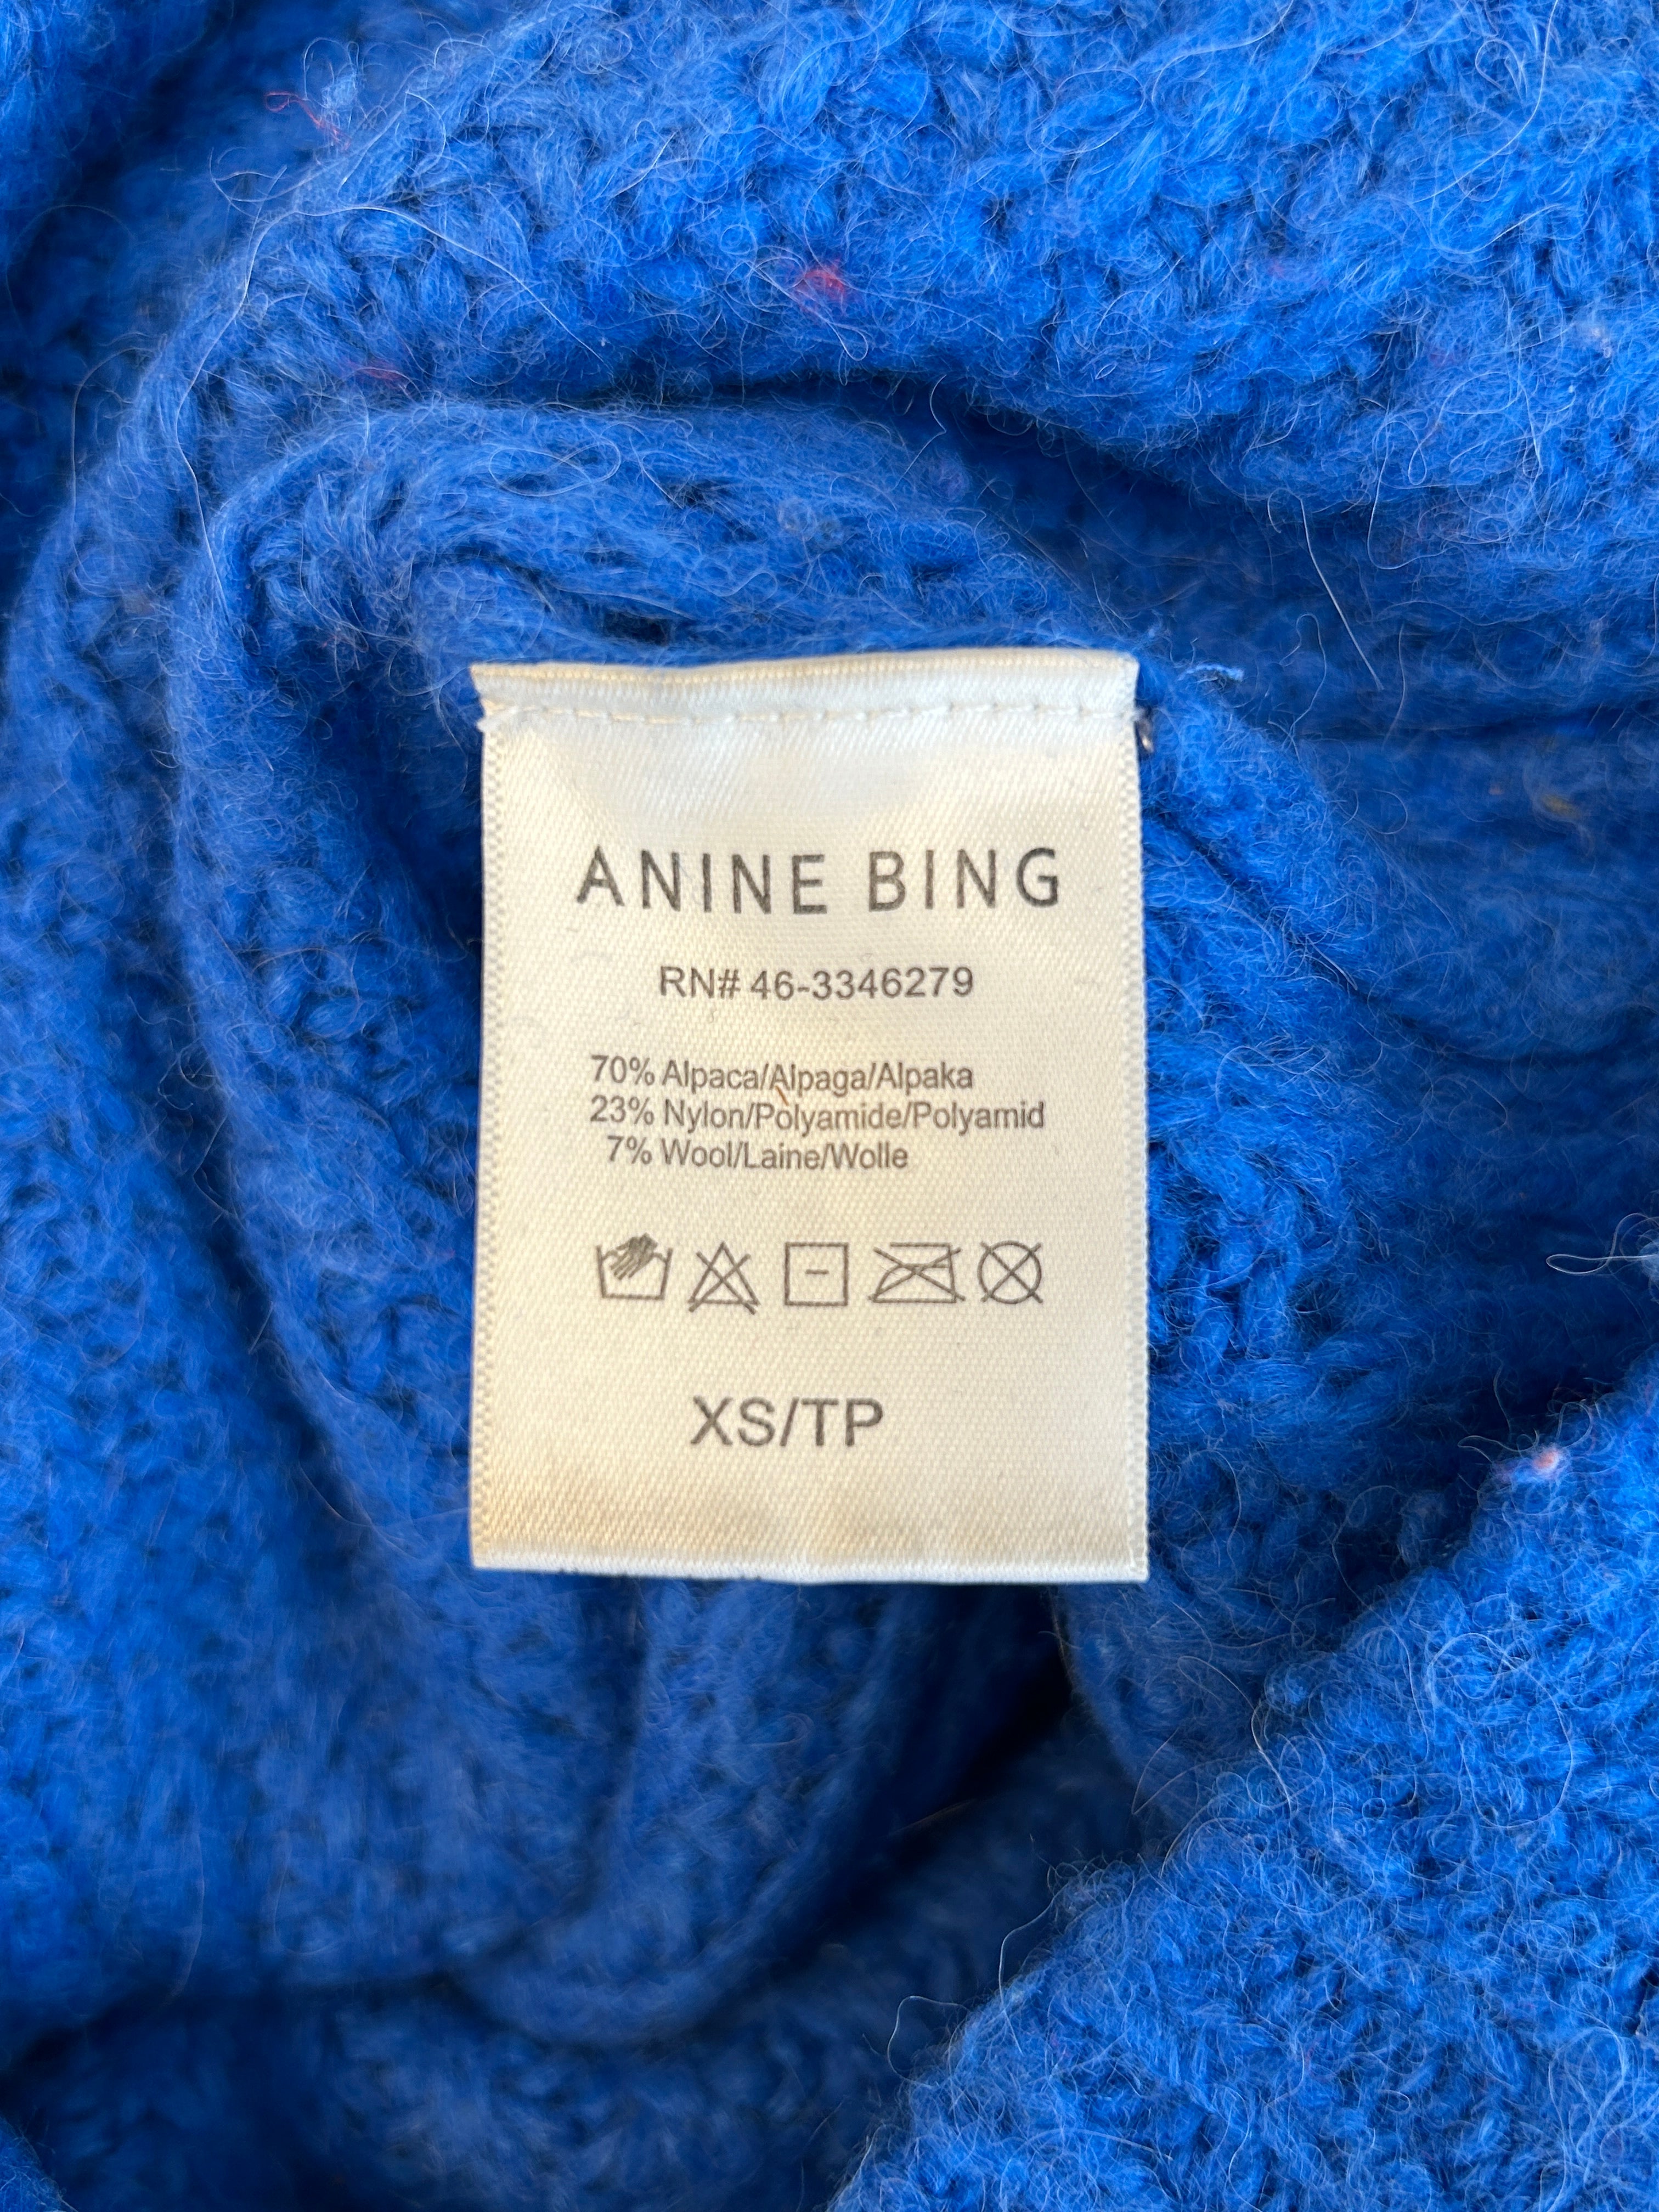 ANINE BING
RN# 46-3346279
70% Alpaca/Alpaga/Alpaka
23% Nylon/Polyamide/Polyamid
7% Wool/Laine/Wolle
XS/TP